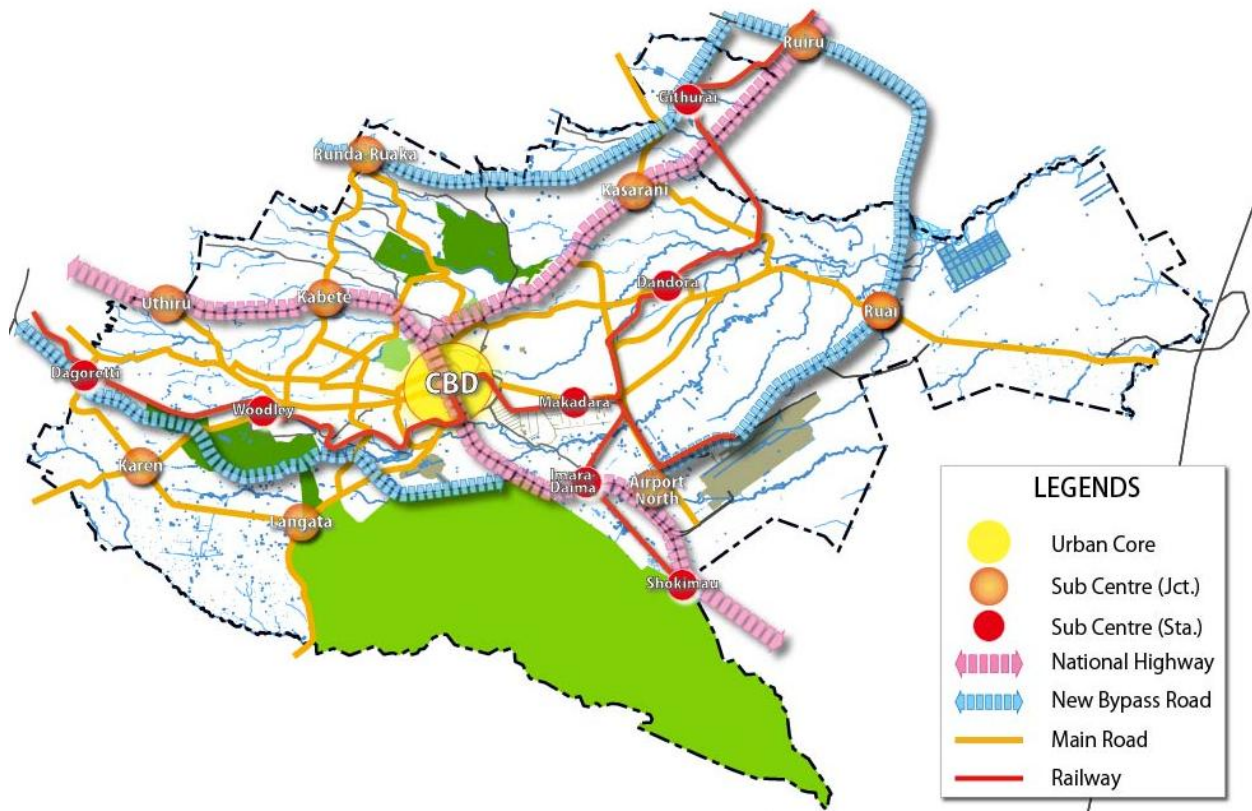 Ruiru
Githurai
Runda-Ruaka
Kasarani
Dandora
Uthiru
Kabete
Ruai
CBD
Dagoretti
Woodley
Makadara
Karen
Imara
Daima
Airport
North
Langata
Shokimau
LEGENDS
Urban Core
Sub Centre (Jct.)
Sub Centre (Sta.)
National Highway
New Bypass Road
Main Road
Railway